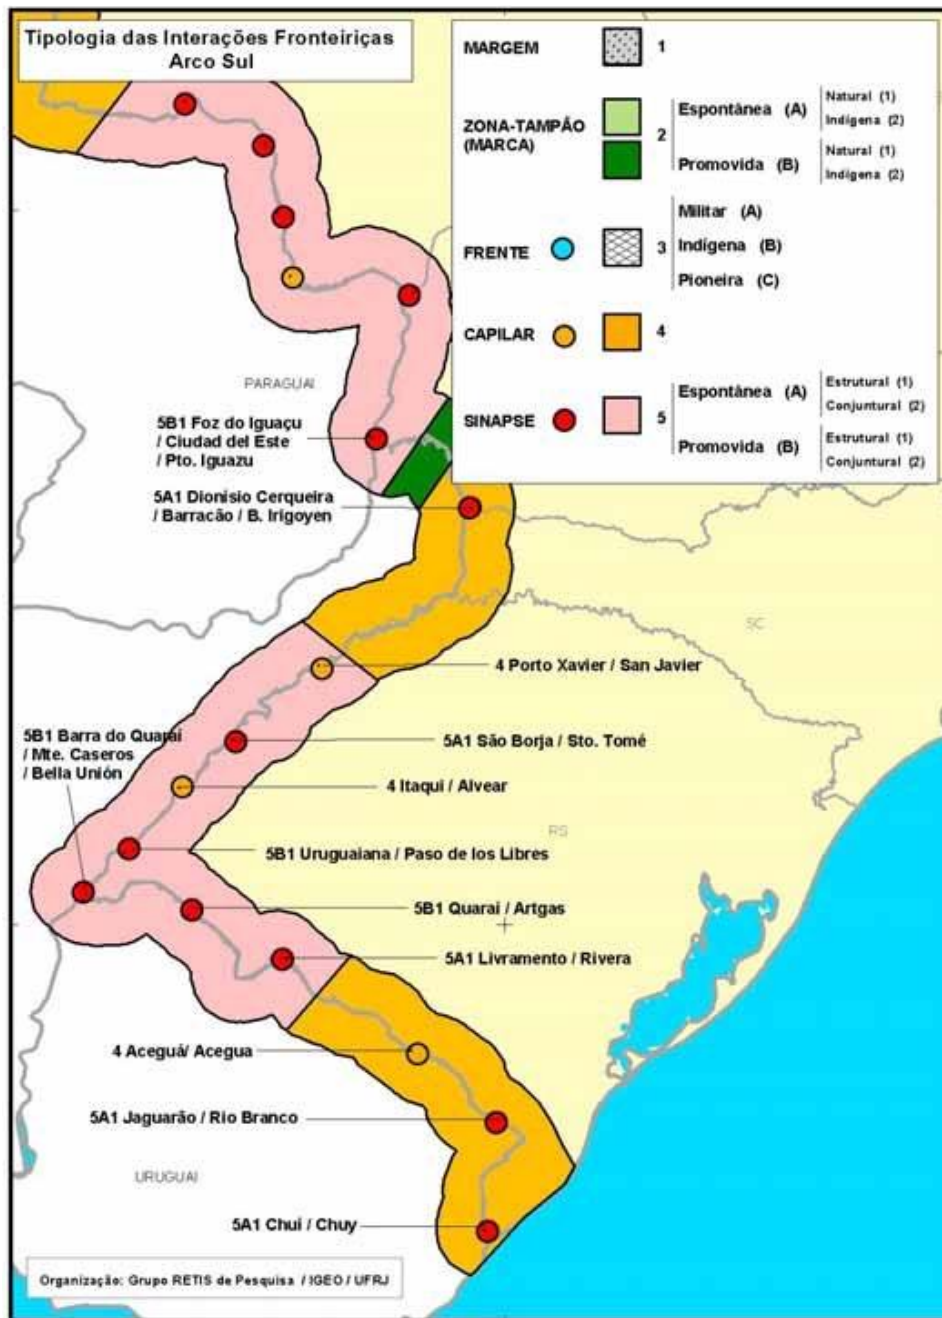 Tipologia das Interações Fronteiriças
Arco Sul
MARGEM
1
ZONA-TAMPÃO
(MARCA)
2
Espontânea (A)
Natural (1)
Indígena (2)
Promovida (B)
Natural (1)
Indígena (2)
FRENTE
3
Militar (A)
Indígena (B)
Pioneira (C)
CAPILAR
4
SINAPSE
5
Espontânea (A)
Estrutural (1)
Conjuntural (2)
Promovida (B)
Estrutural (1)
Conjuntural (2)
PARAGUAI
5B1 Foz do Iguaçu
/ Ciudad del Este
/ Pto. Iguazu
5A1 Dionísio Cerqueira
/ Barracão / B. Irigoyen
SC
4 Porto Xavier / San Javier
5B1 Barra do Quaraí
/ Mte. Caseros
/ Bella Unión
5A1 São Borja / Sto. Tomé
4 Itaqui / Alvear
RS
5B1 Uruguaiana / Paso de los Libres
5B1 Quaraí / Artgas
5A1 Livramento / Rivera
4 Aceguá/ Acegua
5A1 Jaguarão / Rio Branco
URUGUAI
5A1 Chuí / Chuy
Organização: Grupo RETIS de Pesquisa / IGEO / UFRJ